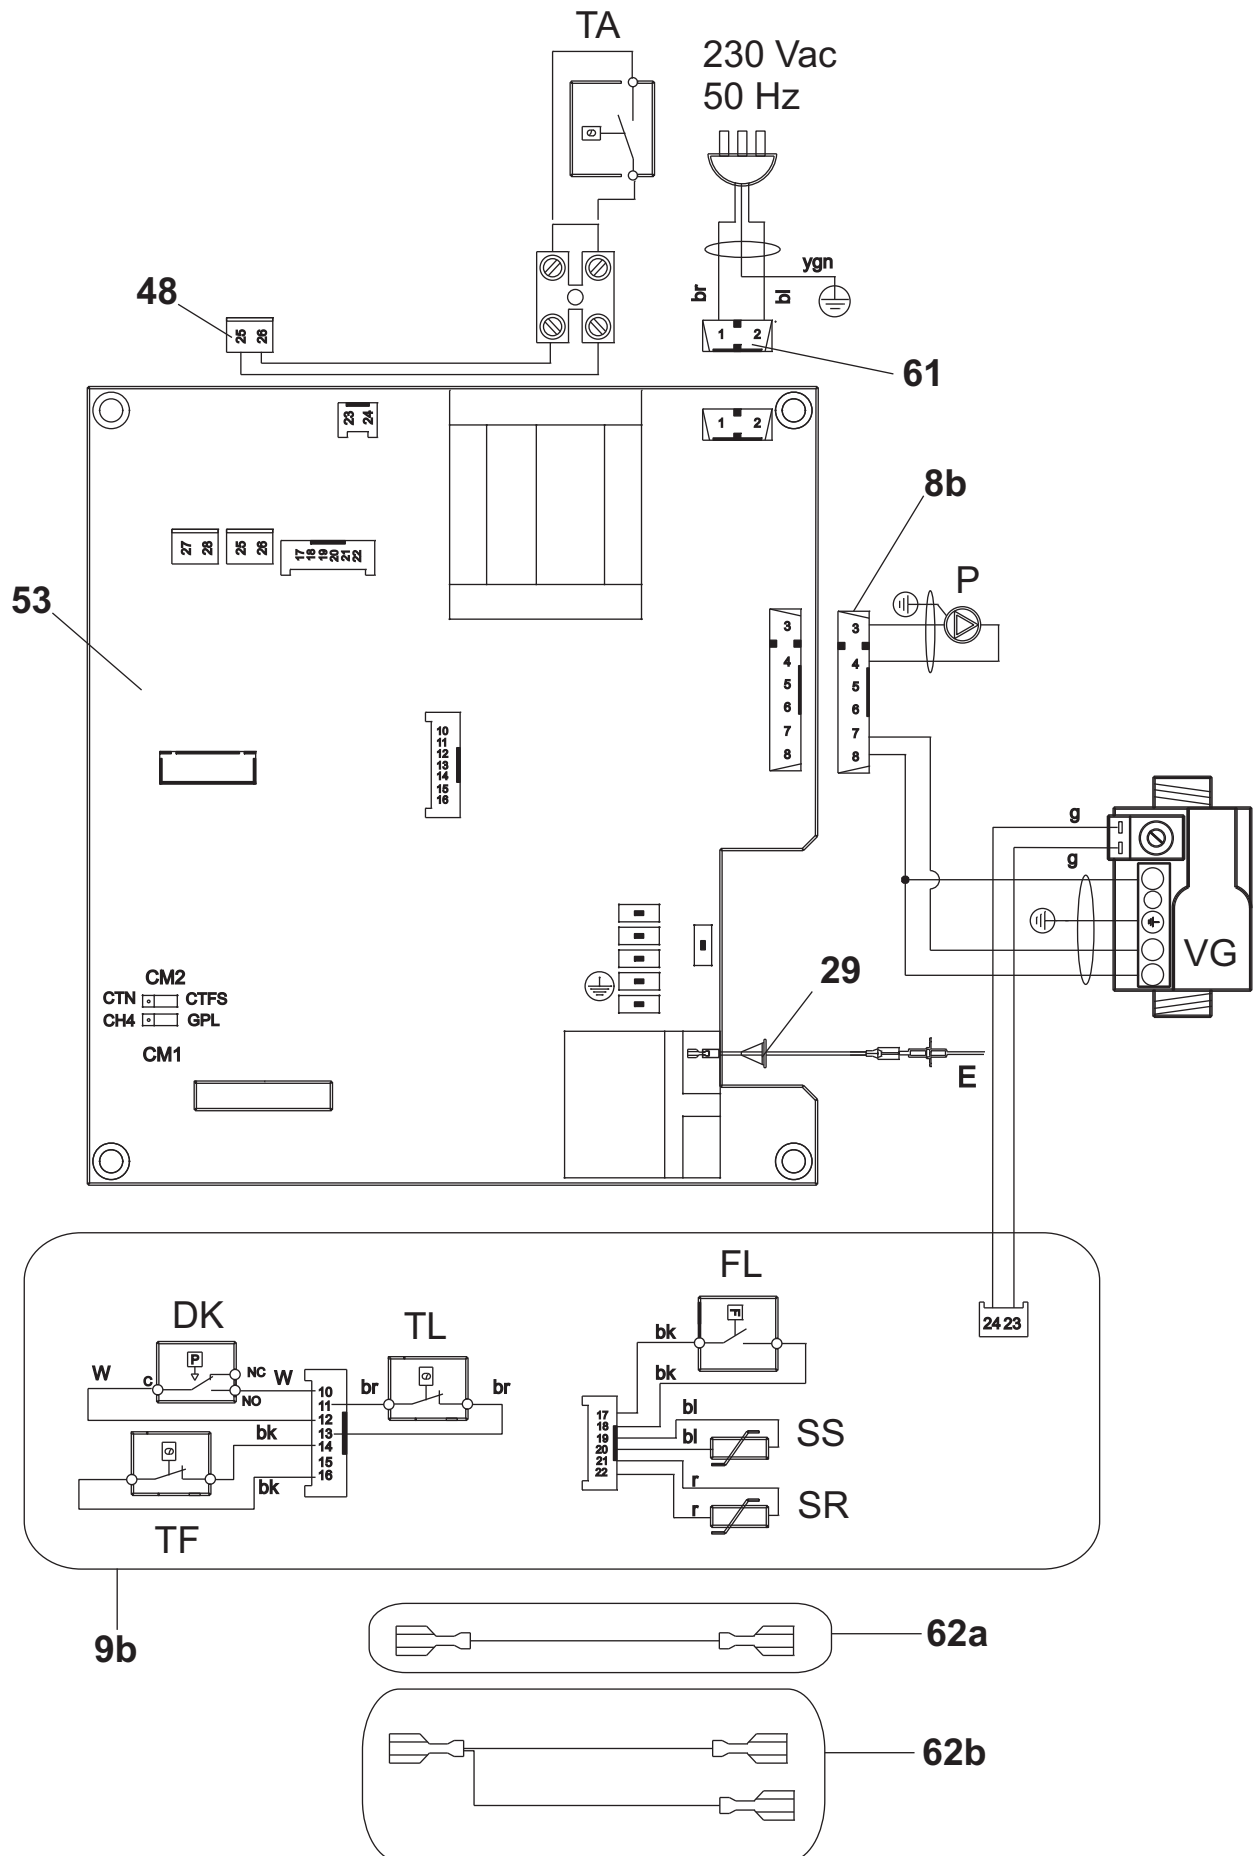 TA
230 Vac
50 Hz
ygn
br
bl
48
25 26
1 2
61
23 24
1 2
8b
27 28
25 26
17 18 19 20 21 22
P
53
3
4
5
6
7
8
3
4
5
6
7
8
10
11
12
13
14
15
16
g
g
VG
29
CM2
CTN CTFS
CH4 GPL
CM1
E
FL
DK
TL
F
24 23
P
W
C
NC
W
NO
br
br
bk
bk
10
11
12
13
14
15
16
bk
bk
17
18
19
20
21
22
bl
bl
SS
r
r
SR
TF
9b
62a
62b